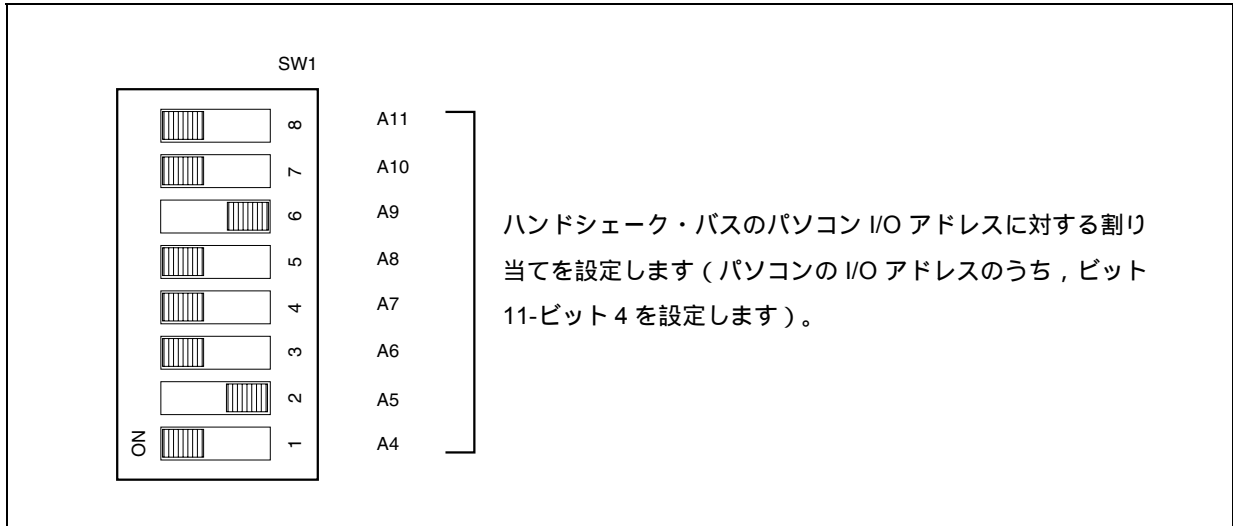 SW1
8 A11
7 A10
6 A9
5 A8
4 A7
3 A6
2 A5
ON 1 A4
ハンドシェーク・バスのパソコン I/O アドレスに対する割り
当てを設定します（パソコンの I/O アドレスのうち，ビット
11-ビット 4 を設定します）。